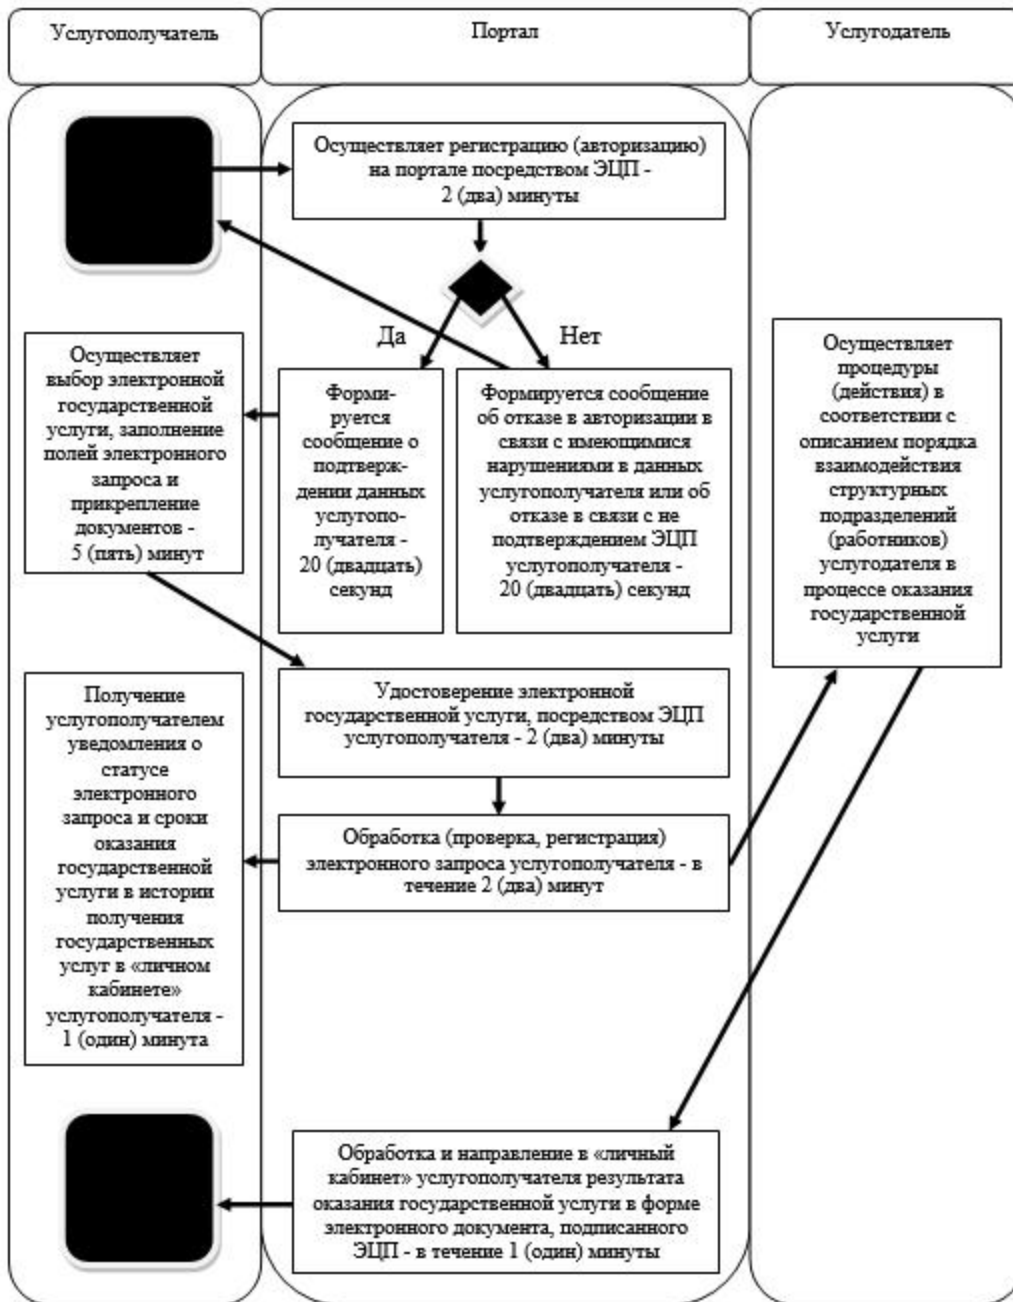 Услугополучатель
Портал
Услугодатель
Осуществляет регистрацию (авторизацию)
на портале посредством ЭЦП -
2 (два) минуты
Да
Нет
Осуществляет
выбор электронной
государственной
услуги, заполнение
полей электронного
запроса и
прикрепление
документов -
5 (пять) минут
Форми-
руется
сообщение о
подтверж-
дении данных
услугопо-
лучателя -
20 (двадцать)
секунд
Формируется сообщение
об отказе в авторизации в
связи с имеющимися
нарушениями в данных
услугополучателя или об
отказе в связи с не
подтверждением ЭЦП
услугополучателя -
20 (двадцать) секунд
Осуществляет
процедуры
(действия) в
соответствии с
описанием порядка
взаимодействия
структурных
подразделений
(работников)
услугодателя в
процессе оказания
государственной
услуги
Удостоверение электронной
государственной услуги, посредством ЭЦП
услугополучателя - 2 (два) минуты
Получение
услугополучателем
уведомления о
статусе
электронного
запроса и сроки
оказания
государственной
услуги в истории
получения
государственных
услуг в «личном
кабинете»
услугополучателя -
1 (один) минута
Обработка (проверка, регистрация)
электронного запроса услугополучателя - в
течение 2 (два) минут
Обработка и направление в «личный
кабинет» услугополучателя результата
оказания государственной услуги в форме
электронного документа, подписанного
ЭЦП - в течение 1 (один) минуты